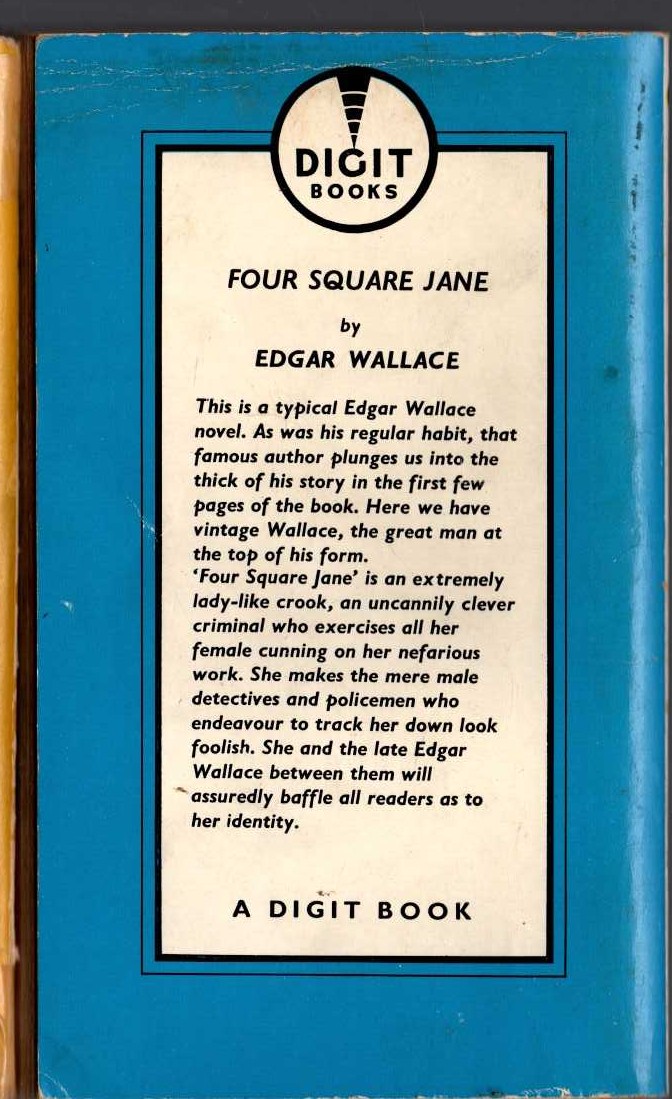 DIGIT
BOOKS
FOUR SQUARE JANE
by
EDGAR WALLACE
This is a typical Edgar Wallace
novel. As was his regular habit, that
famous author plunges us into the
thick of his story in the first few
pages of the book. Here we have
vintage Wallace, the great man at
the top of his form.
‘Four Square Jane’ is an extremely
lady-like crook, an uncannily clever
criminal who exercises all her
female cunning on her nefarious
work. She makes the mere male
detectives and policemen who
endeavour to track her down look
foolish. She and the late Edgar
Wallace between them will
assuredly baffle all readers as to
her identity.
A DIGIT BOOK